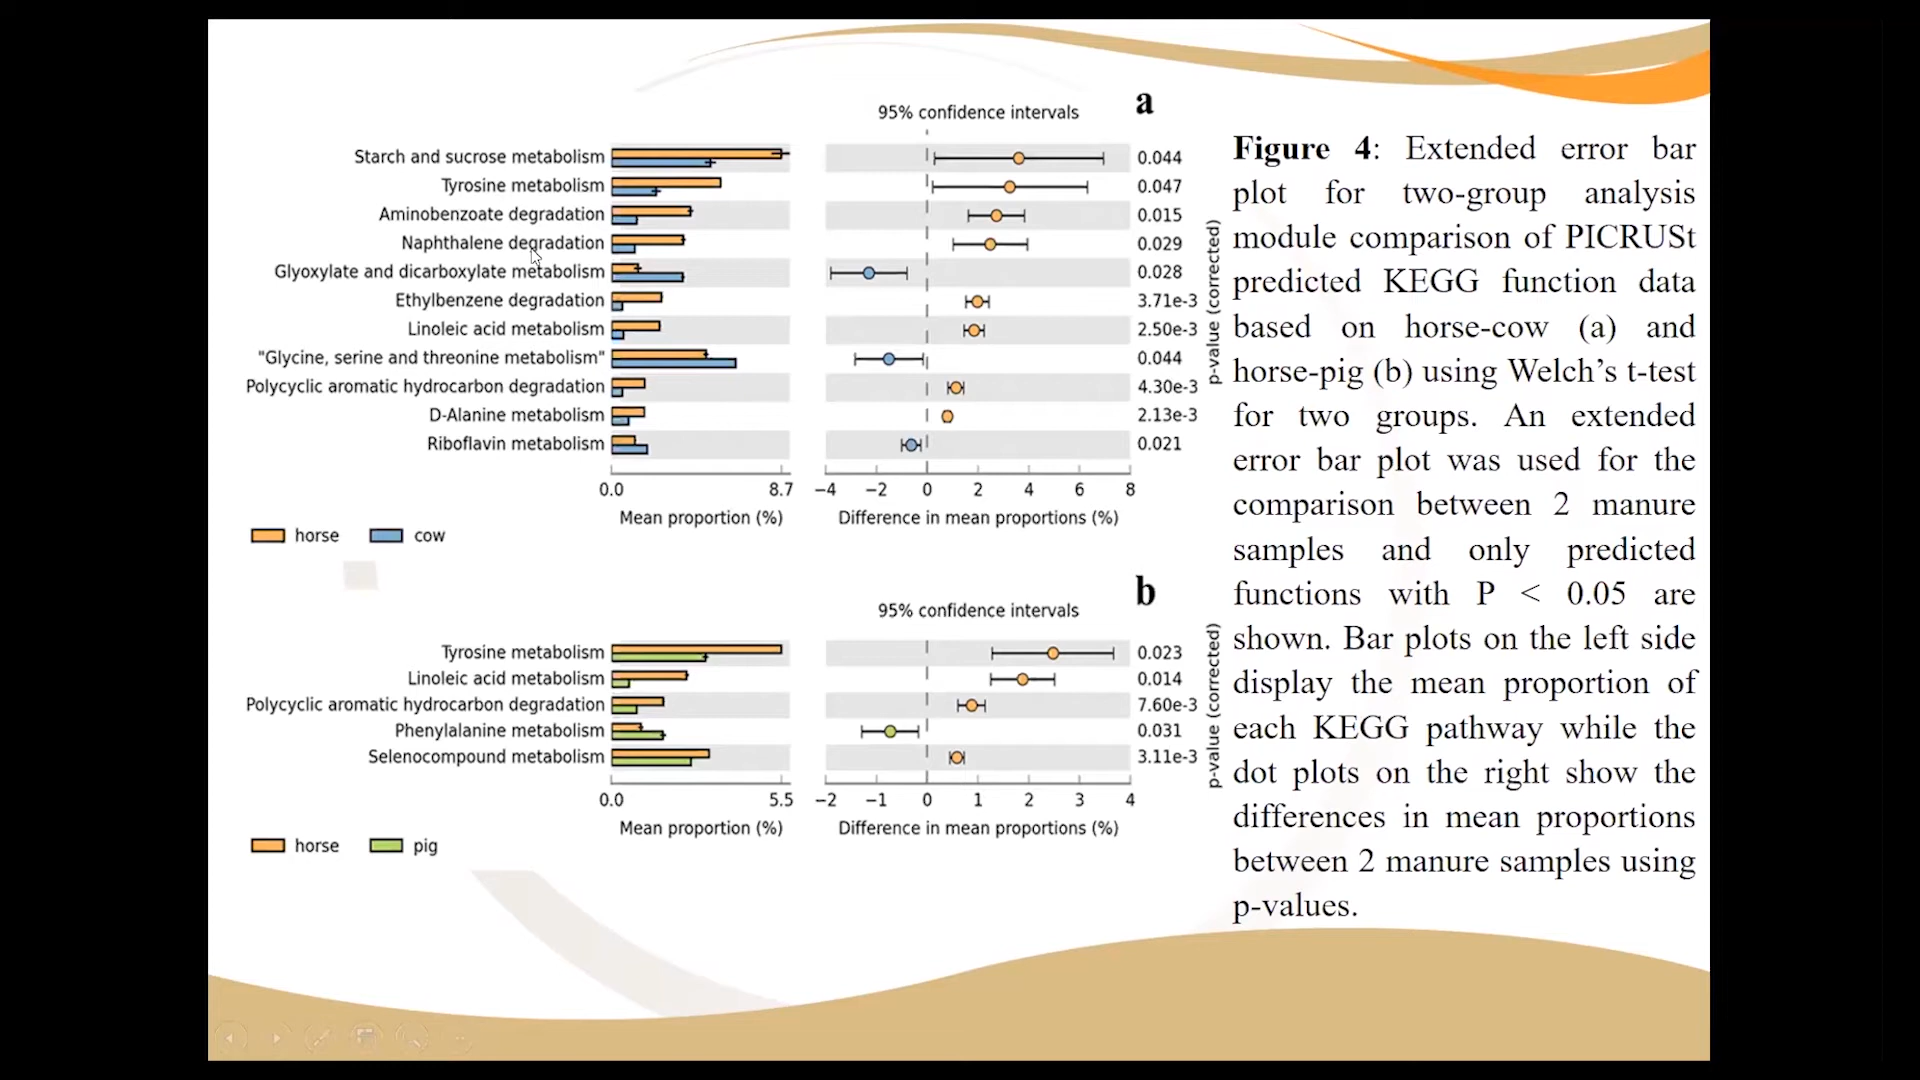 a
95% confidence intervals
Starch and sucrose metabolism 0.044
Tyrosine metabolism 0.047
Aminobenzoate degradation 0.015
Naphthalene degradation 0.029
Glyoxylate and dicarboxylate metabolism 0.028
Ethylbenzene degradation 3.71e-3
Linoleic acid metabolism 2.50e-3
"Glycine, serine and threonine metabolism" 0.044
Polycyclic aromatic hydrocarbon degradation 4.30e-3
D-Alanine metabolism 2.13e-3
Riboflavin metabolism 0.021
p-value (corrected)
0.0 8.7 −4 −2 0 2 4 6 8
Mean proportion (%) Difference in mean proportions (%)
horse cow
b
95% confidence intervals
Tyrosine metabolism 0.023
Linoleic acid metabolism 0.014
Polycyclic aromatic hydrocarbon degradation 7.60e-3
Phenylalanine metabolism 0.031
Selenocompound metabolism 3.11e-3
p-value (corrected)
0.0 5.5 −2 −1 0 1 2 3 4
Mean proportion (%) Difference in mean proportions (%)
horse pig
Figure 4: Extended error bar
plot for two-group analysis
module comparison of PICRUSt
predicted KEGG function data
based on horse-cow (a) and
horse-pig (b) using Welch’s t-test
for two groups. An extended
error bar plot was used for the
comparison between 2 manure
samples and only predicted
functions with P < 0.05 are
shown. Bar plots on the left side
display the mean proportion of
each KEGG pathway while the
dot plots on the right show the
differences in mean proportions
between 2 manure samples using
p-values.